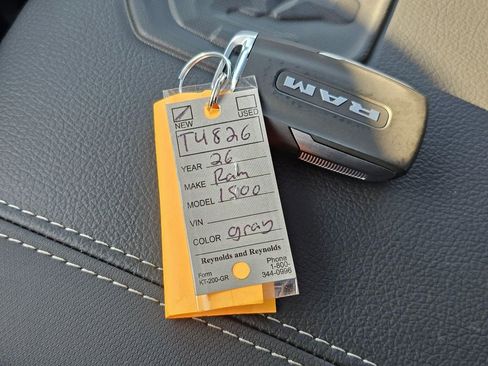 RAM
NEW USED
T4826
YEAR 26
MAKE Ram
MODEL 1500
VIN
COLOR gray
Reynolds and Reynolds
Form
KT-200-GR
Phone
1-800-
344-0996